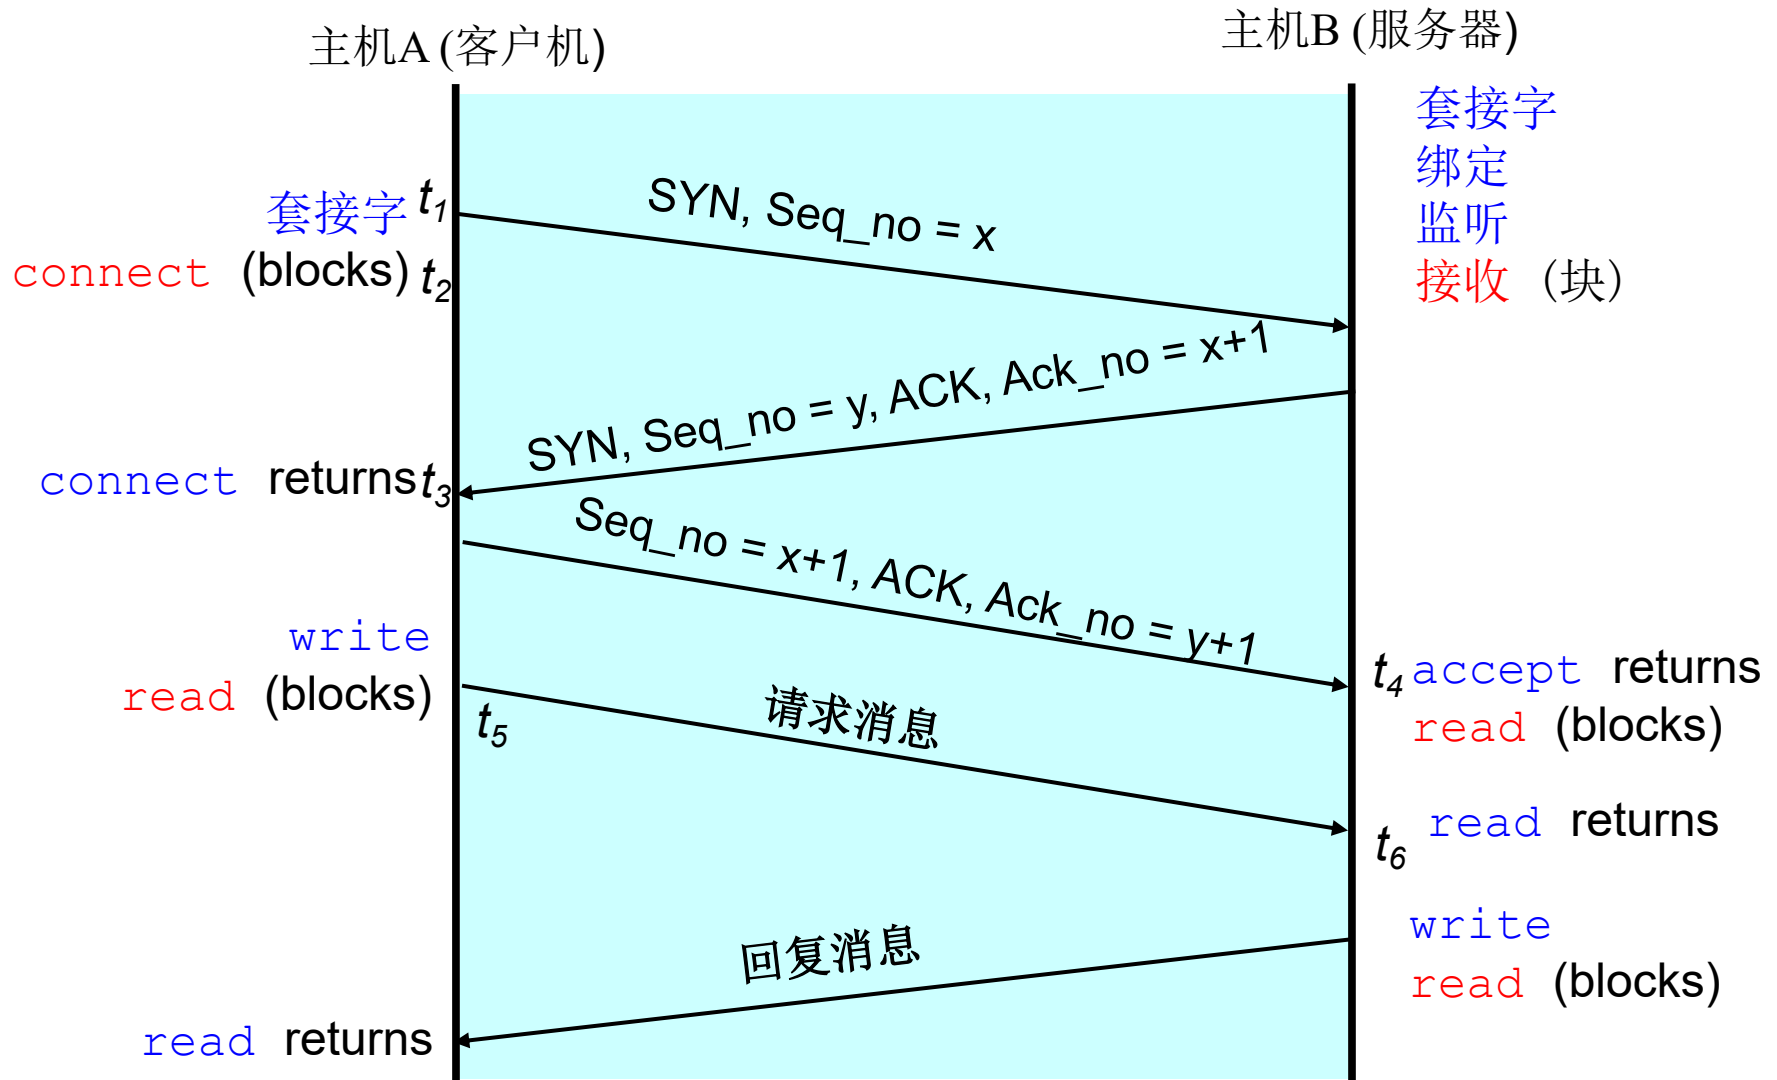 主机A (客户机)
主机B (服务器)
套接字
绑定
监听
接收 (块)
套接字 t1
connect (blocks) t2
SYN, Seq_no = x
SYN, Seq_no = y, ACK, Ack_no = x+1
connect returns t3
Seq_no = x+1, ACK, Ack_no = y+1
write
read (blocks)
t4 accept returns
read (blocks)
t5
请求消息
t6 read returns
write
read (blocks)
回复消息
read returns